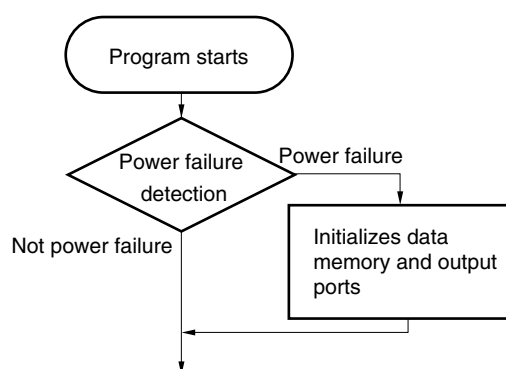 Program starts
Power failure
detection
Power failure
Not power failure
Initializes data
memory and output
ports